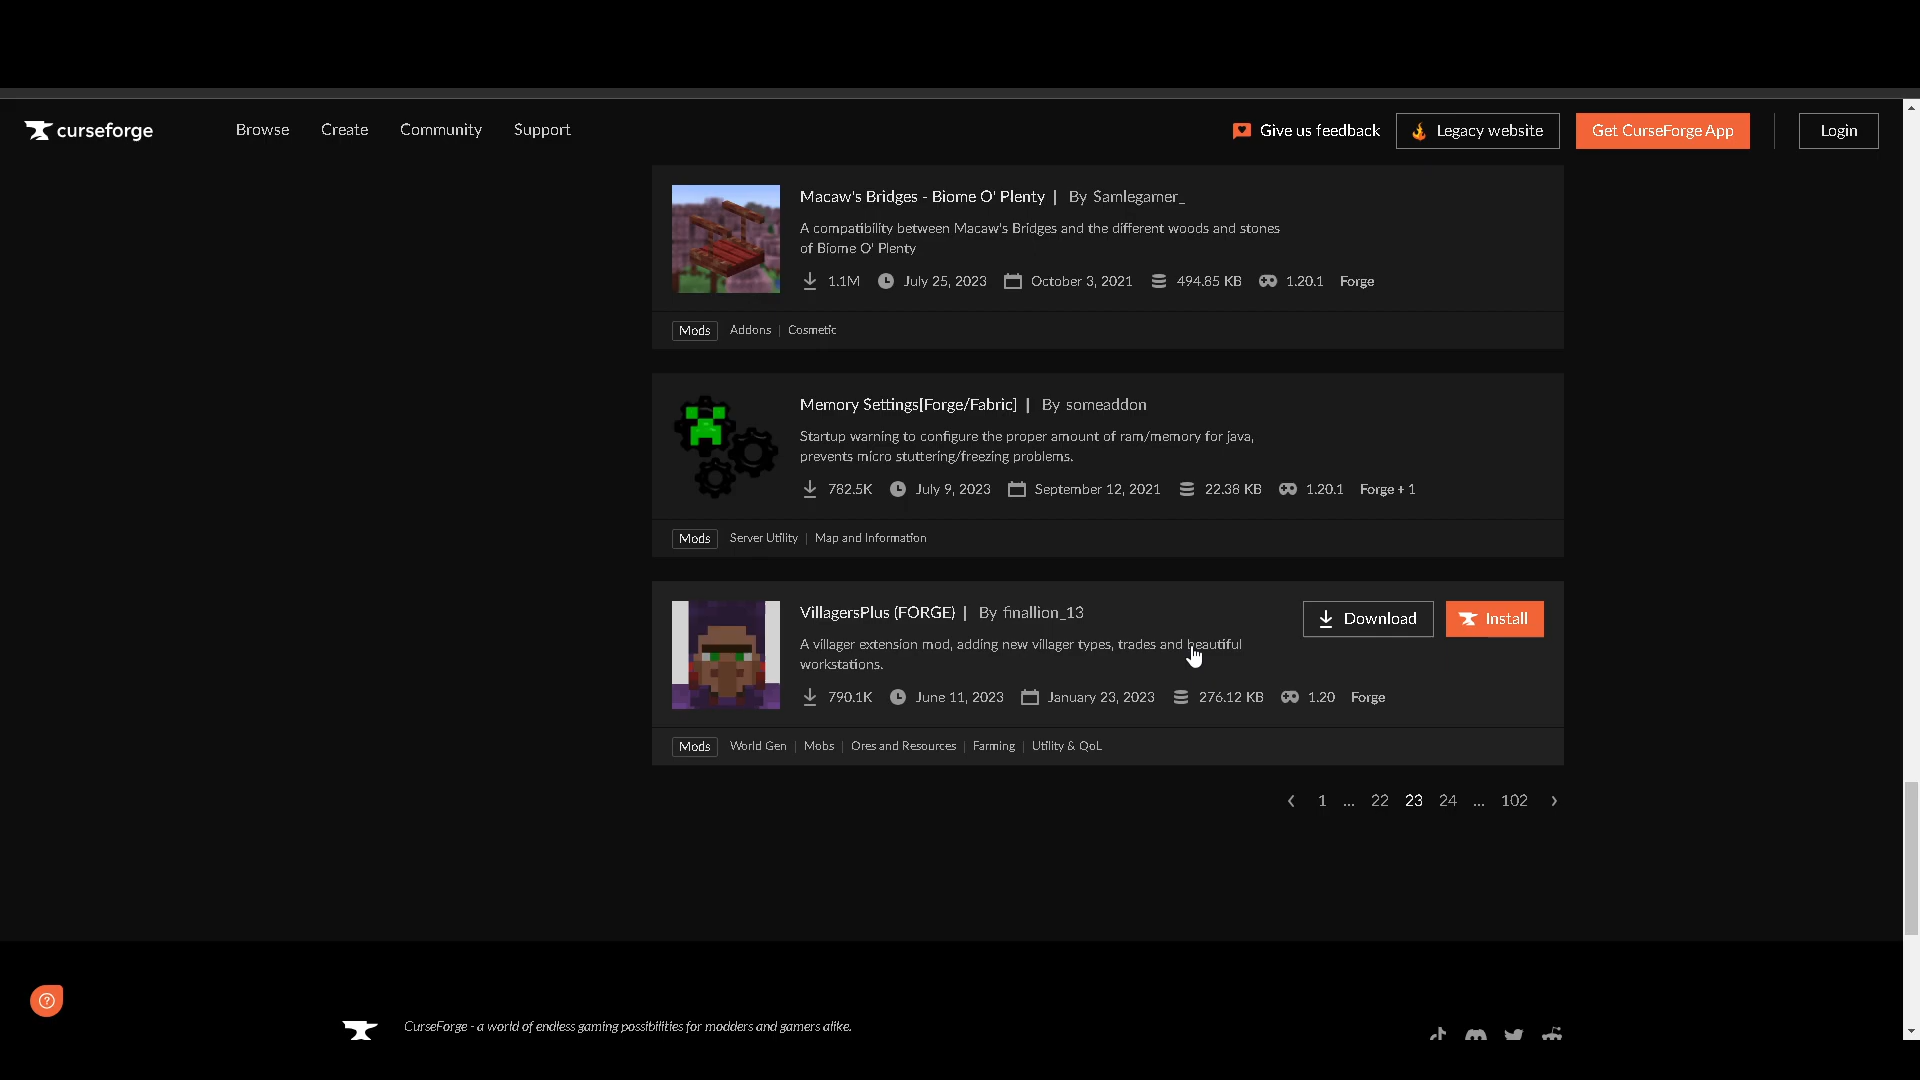 curseforge Browse Create Community Support Give us feedback Legacy website Get CurseForge App Login
Macaw's Bridges - Biome O' Plenty | By Samlegamer_
A compatibility between Macaw's Bridges and the different woods and stones
of Biome O' Plenty
1.1M July 25, 2023 October 3, 2021 494.85 KB 1.20.1 Forge
Mods Addons | Cosmetic
Memory Settings[Forge/Fabric] | By someaddon
Startup warning to configure the proper amount of ram/memory for java,
prevents micro stuttering/freezing problems.
782.5K July 9, 2023 September 12, 2021 22.38 KB 1.20.1 Forge + 1
Mods Server Utility | Map and Information
VillagersPlus (FORGE) | By finallion_13 Download Install
A villager extension mod, adding new villager types, trades and beautiful
workstations.
790.1K June 11, 2023 January 23, 2023 276.12 KB 1.20 Forge
Mods World Gen | Mobs | Ores and Resources | Farming | Utility & QoL
< 1 ... 22 23 24 ... 102 >
CurseForge - a world of endless gaming possibilities for modders and gamers alike.